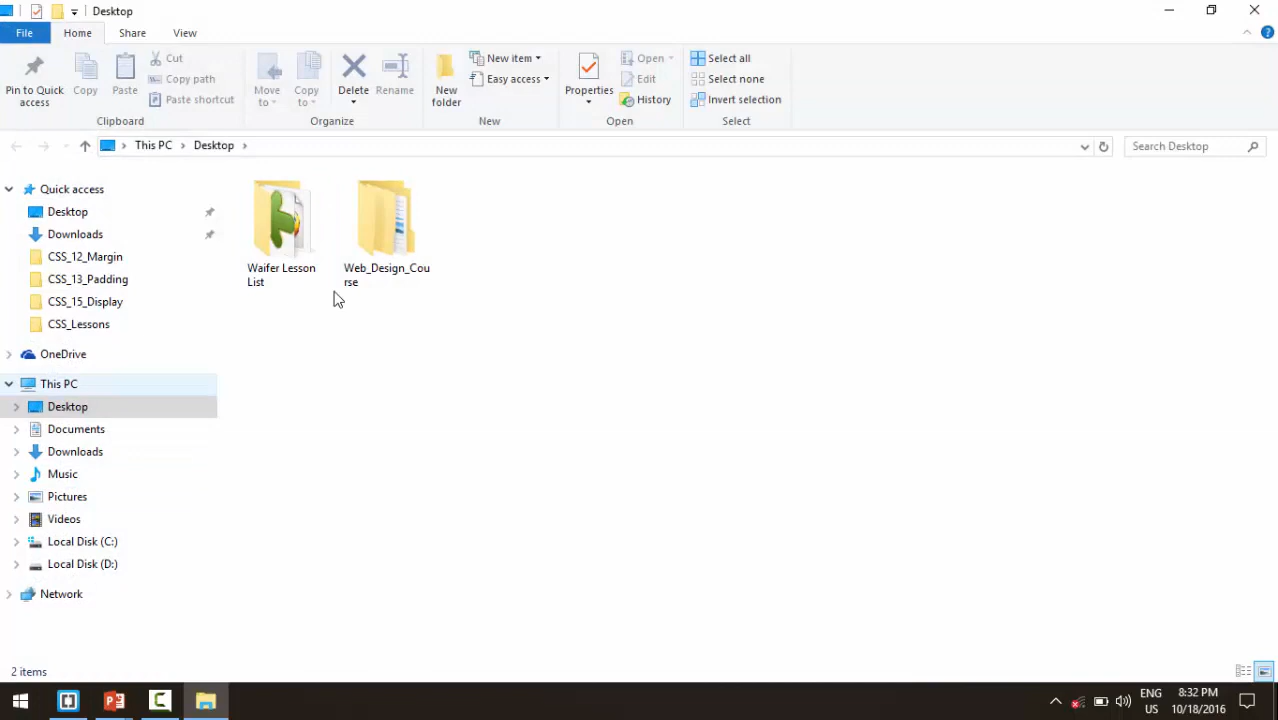 Desktop
File Home Share View
Pin to Quick access
Copy
Paste
Cut
Copy path
Paste shortcut
Clipboard
Move to
Copy to
Delete
Rename
Organize
New folder
New item
Easy access
New
Properties
Open
Edit
History
Open
Select all
Select none
Invert selection
Select
This PC Desktop
Search Desktop
Quick access
Desktop
Downloads
CSS_12_Margin
CSS_13_Padding
CSS_15_Display
CSS_Lessons
OneDrive
This PC
Desktop
Documents
Downloads
Music
Pictures
Videos
Local Disk (C:)
Local Disk (D:)
Network
Waifer Lesson
List
Web_Design_Cou
rse
2 items
ENG
US
8:32 PM
10/18/2016